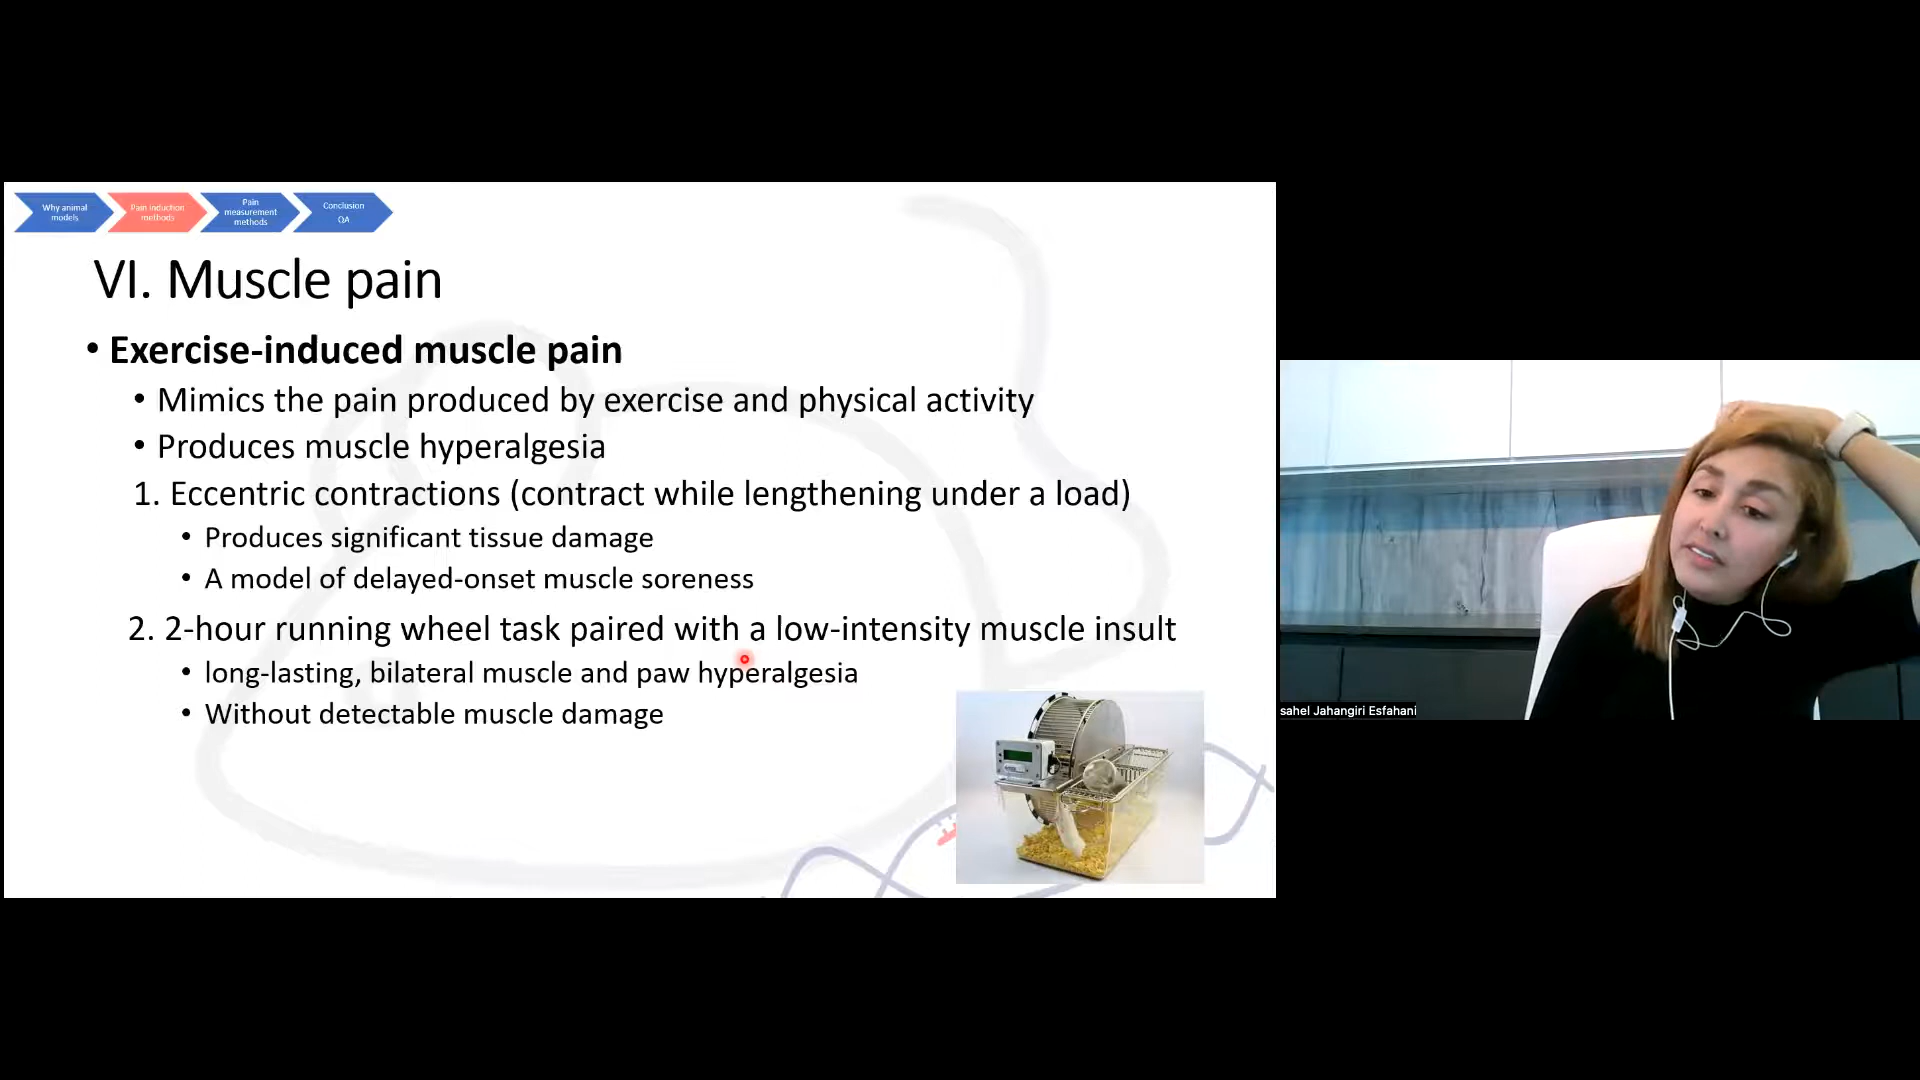 Why animal
models
Pain induction
methods
Pain
measurement
methods
Conclusion
QA
VI. Muscle pain
• Exercise-induced muscle pain
• Mimics the pain produced by exercise and physical activity
• Produces muscle hyperalgesia
1. Eccentric contractions (contract while lengthening under a load)
• Produces significant tissue damage
• A model of delayed-onset muscle soreness
2. 2-hour running wheel task paired with a low-intensity muscle insult
• long-lasting, bilateral muscle and paw hyperalgesia
• Without detectable muscle damage
sahel Jahangiri Esfahani